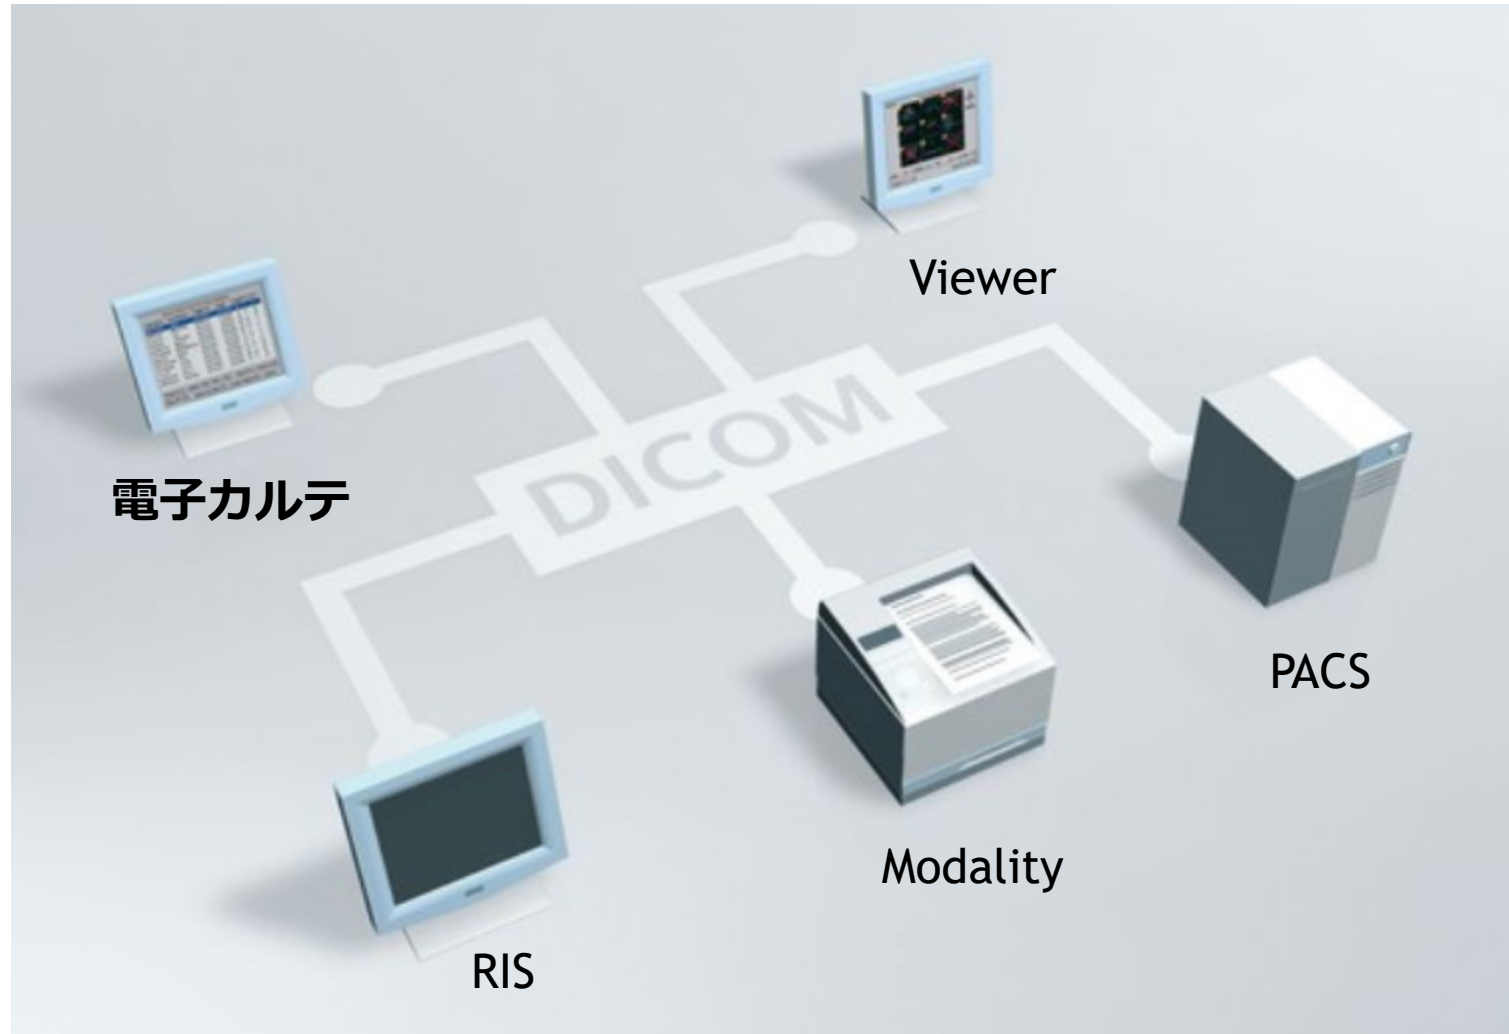 Viewer
電子カルテ
DICOM
PACS
Modality
RIS